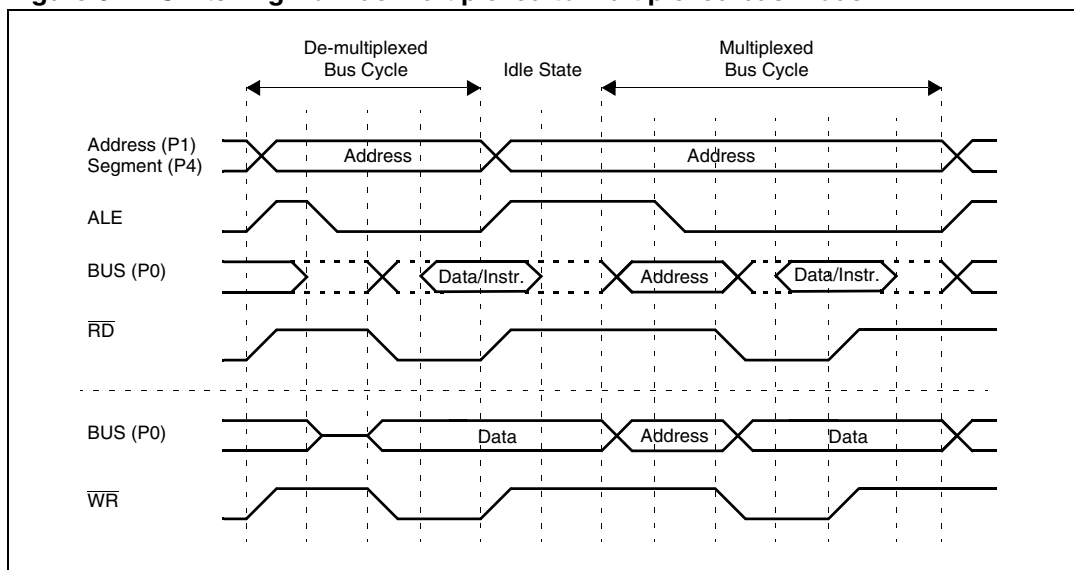 De-multiplexed
Bus Cycle
Idle State
Multiplexed
Bus Cycle
Address (P1)
Segment (P4)
Address
Address
ALE
BUS (P0)
Data/Instr.
Address
Data/Instr.
RD
BUS (P0)
Data
Address
Data
WR